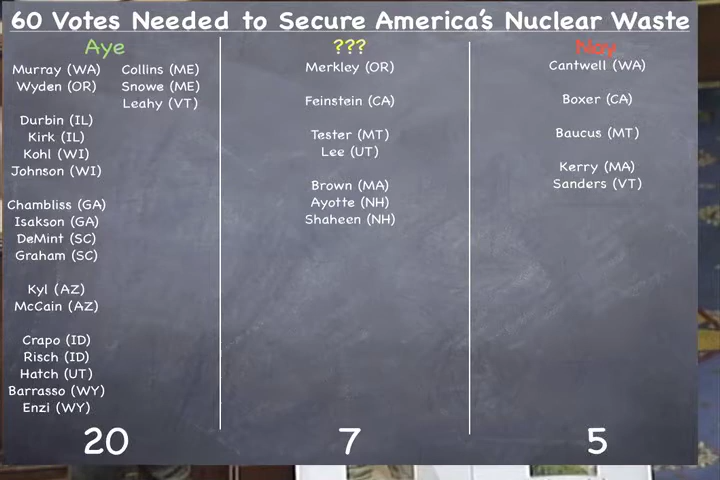 60 Votes Needed to Secure America's Nuclear Waste
Aye
Murray (WA)
Wyden (OR)
Durbin (IL)
Kirk (IL)
Kohl (WI)
Johnson (WI)
Chambliss (GA)
Isakson (GA)
DeMint (SC)
Graham (SC)
Kyl (AZ)
McCain (AZ)
Crapo (ID)
Risch (ID)
Hatch (UT)
Barrasso (WY)
Enzi (WY)
Collins (ME)
Snowe (ME)
Leahy (VT)
20
???
Merkley (OR)
Feinstein (CA)
Tester (MT)
Lee (UT)
Brown (MA)
Ayotte (NH)
Shaheen (NH)
7
Nay
Cantwell (WA)
Boxer (CA)
Baucus (MT)
Kerry (MA)
Sanders (VT)
5